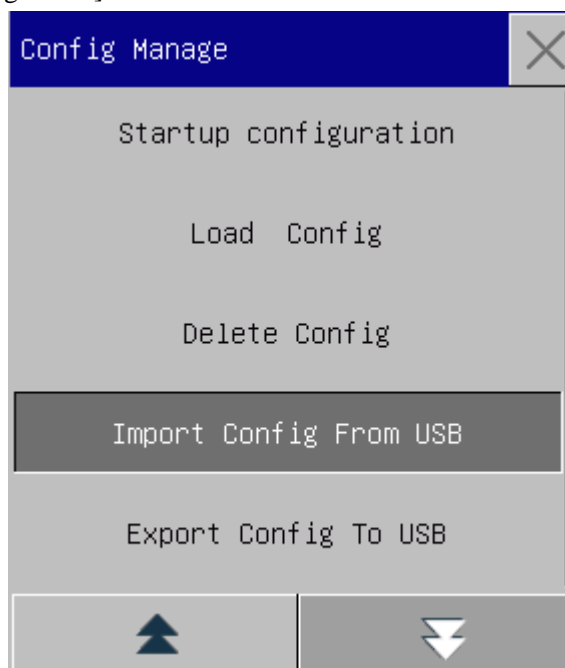 Config Manage
Startup configuration
Load Config
Delete Config
Import Config From USB
Export Config To USB